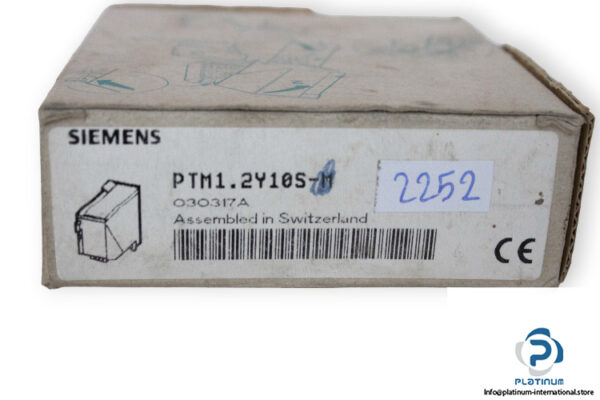 SIEMENS
PTM1.2Y10S-M
2252
030317A
Assembled in Switzerland
CE
PLATINUM
Info@platinum-international.store